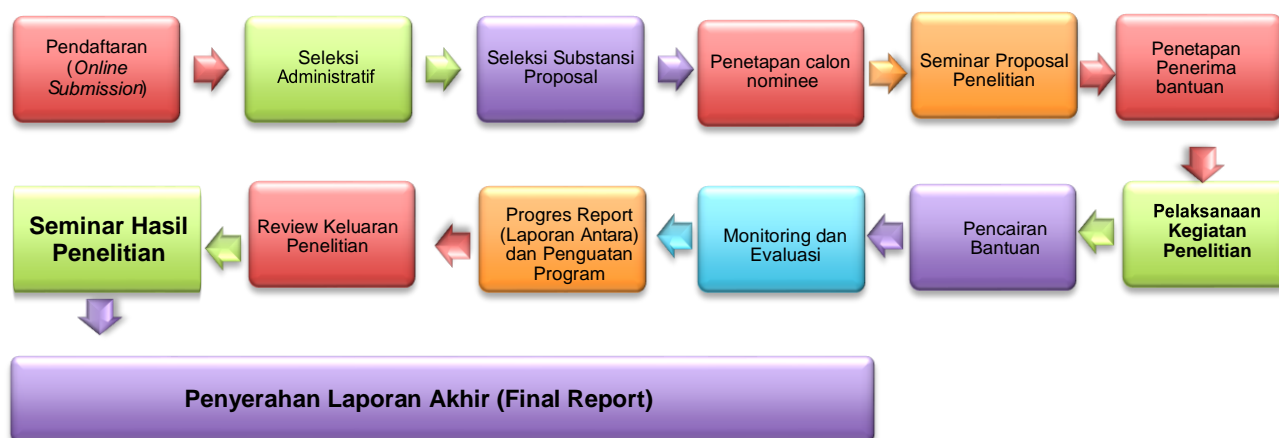 Pendaftaran
(Online
Submission)
Seleksi
Administratif
Seleksi Substansi
Proposal
Penetapan calon
nominee
Seminar Proposal
Penelitian
Penetapan
Penerima
bantuan
Pelaksanaan
Kegiatan
Penelitian
Pencairan
Bantuan
Monitoring dan
Evaluasi
Progres Report
(Laporan Antara)
dan Penguatan
Program
Review Keluaran
Penelitian
Seminar Hasil
Penelitian
Penyerahan Laporan Akhir (Final Report)